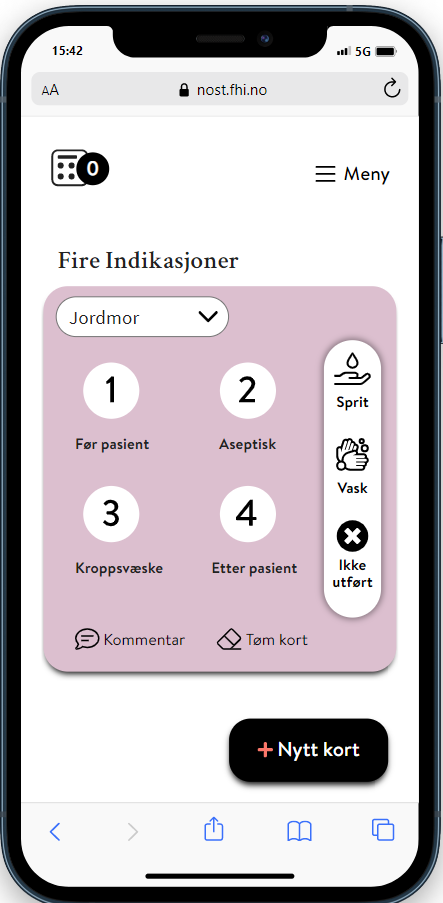 15:42
5G
AA
nost.fhi.no
0
Meny
Fire Indikasjoner
Jordmor
1
2
Før pasient
Aseptisk
3
4
Kroppsvæske
Etter pasient
Sprit
Vask
Ikke
utført
Kommentar
Tøm kort
+ Nytt kort